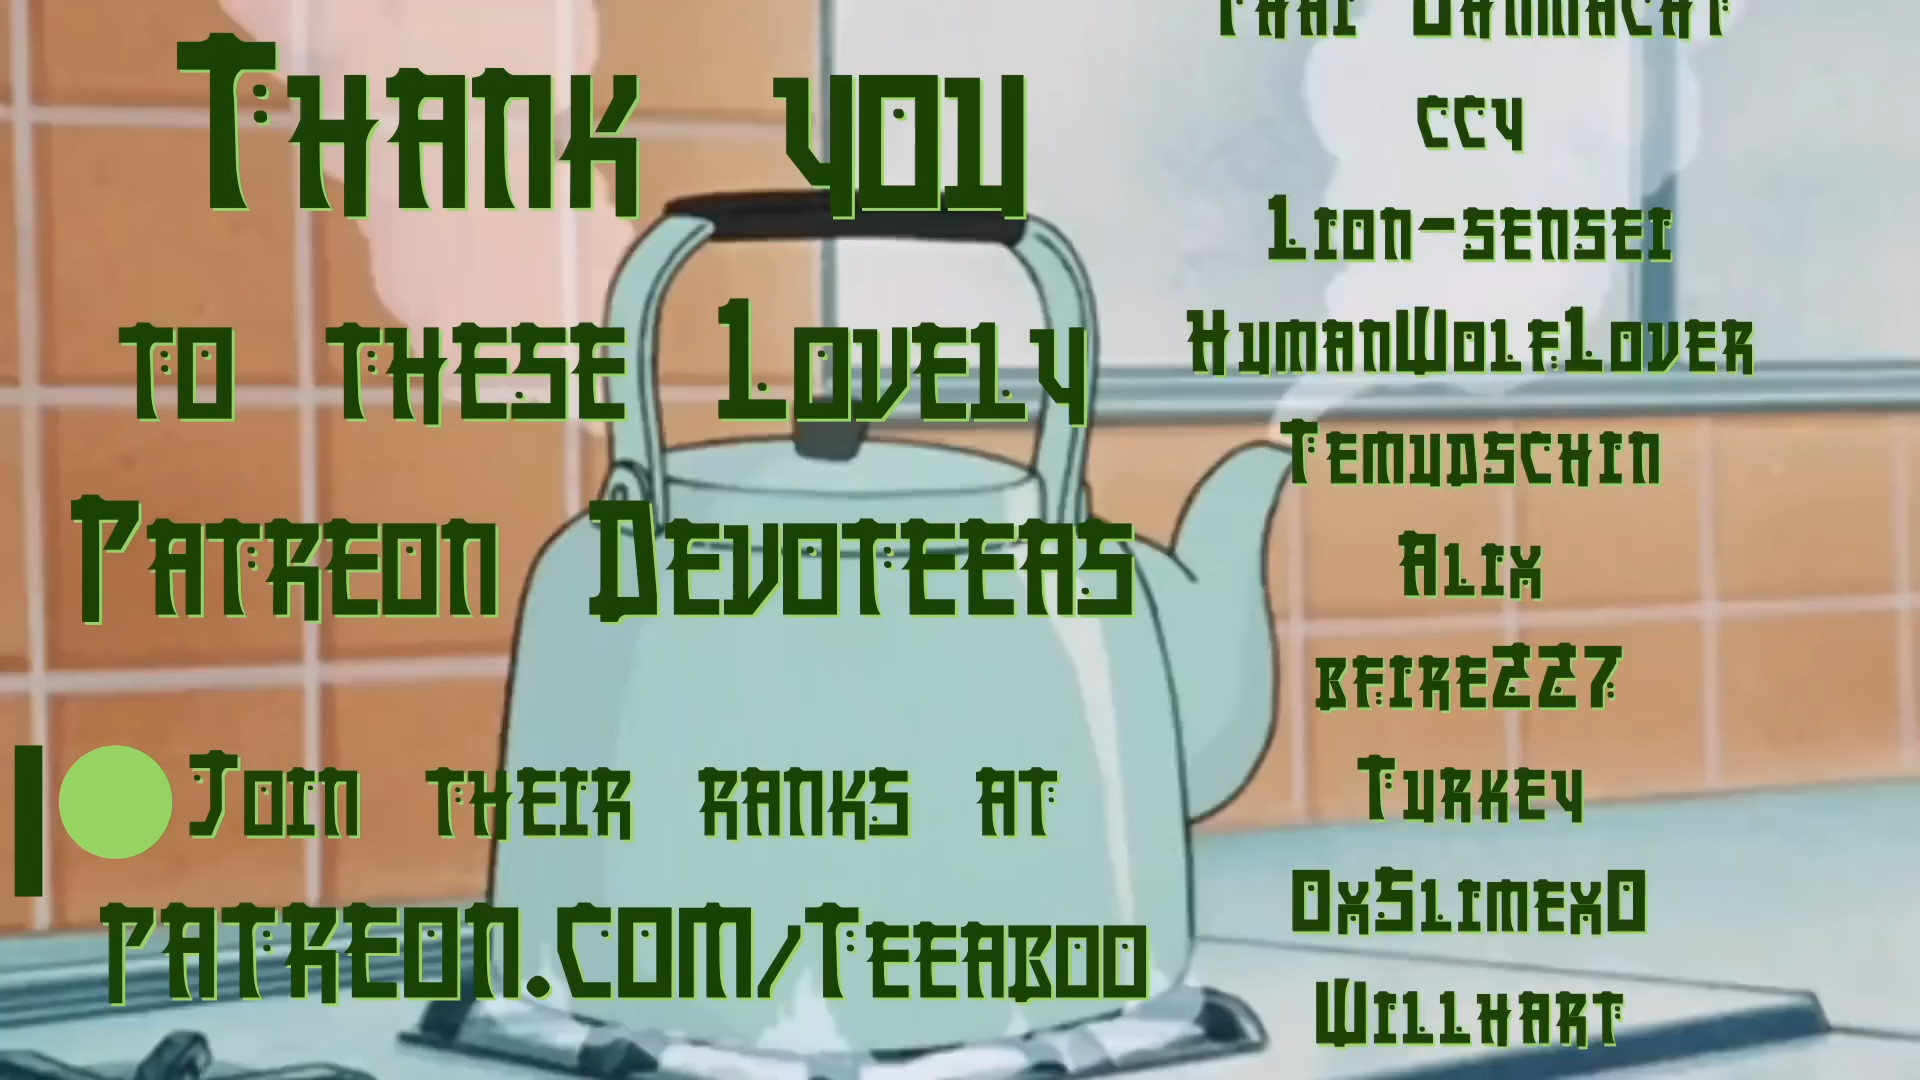 Thank you
to these Lovely
Patreon Devoteeas
Join their ranks at
patreon.com/Teeaboo
ccy
Lion-sensei
HumanWolfLover
Temudschin
Alix
bfire227
Turkey
0xSlimex0
Willhart